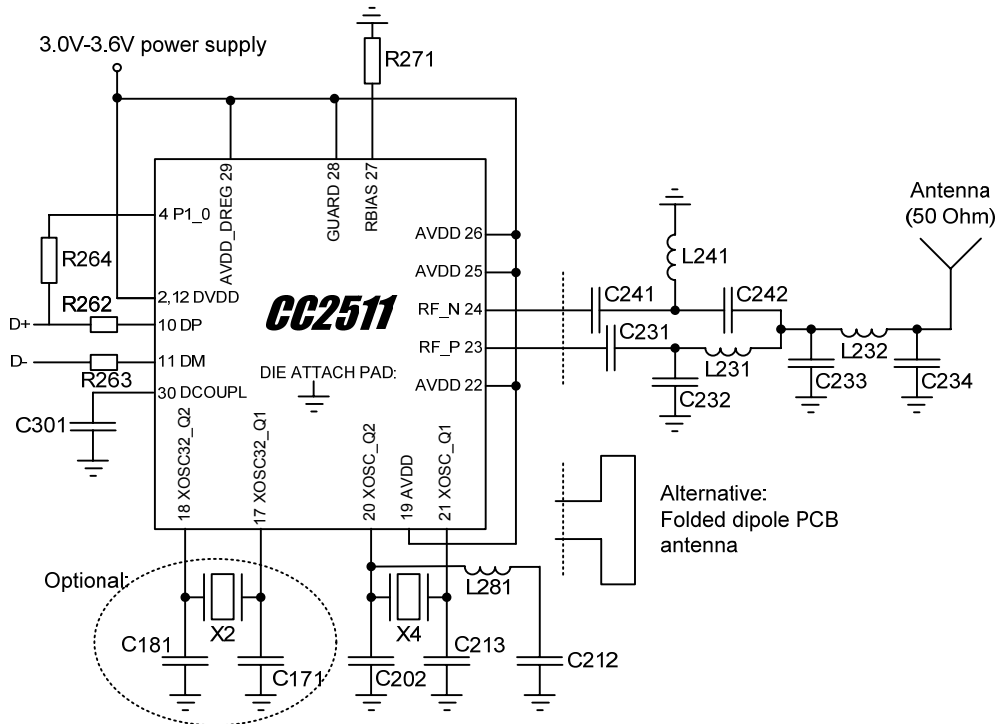 3.0V-3.6V power supply
R271
AVDD_DREG 29
GUARD 28
RBIAS 27
4 P1_0
R264
2,12 DVDD
R262
D+
10 DP
D-
11 DM
R263
30 DCOUPL
C301
CC2511
DIE ATTACH PAD:
AVDD 26
AVDD 25
RF_N 24
RF_P 23
AVDD 22
18 XOSC32_Q2
17 XOSC32_Q1
20 XOSC_Q2
19 AVDD
21 XOSC_Q1
Antenna
(50 Ohm)
L241
C241
C242
C231
L231
L232
C232
C233
C234
Alternative:
Folded dipole PCB
antenna
Optional:
X2
C181
C171
X4
L281
C202
C213
C212